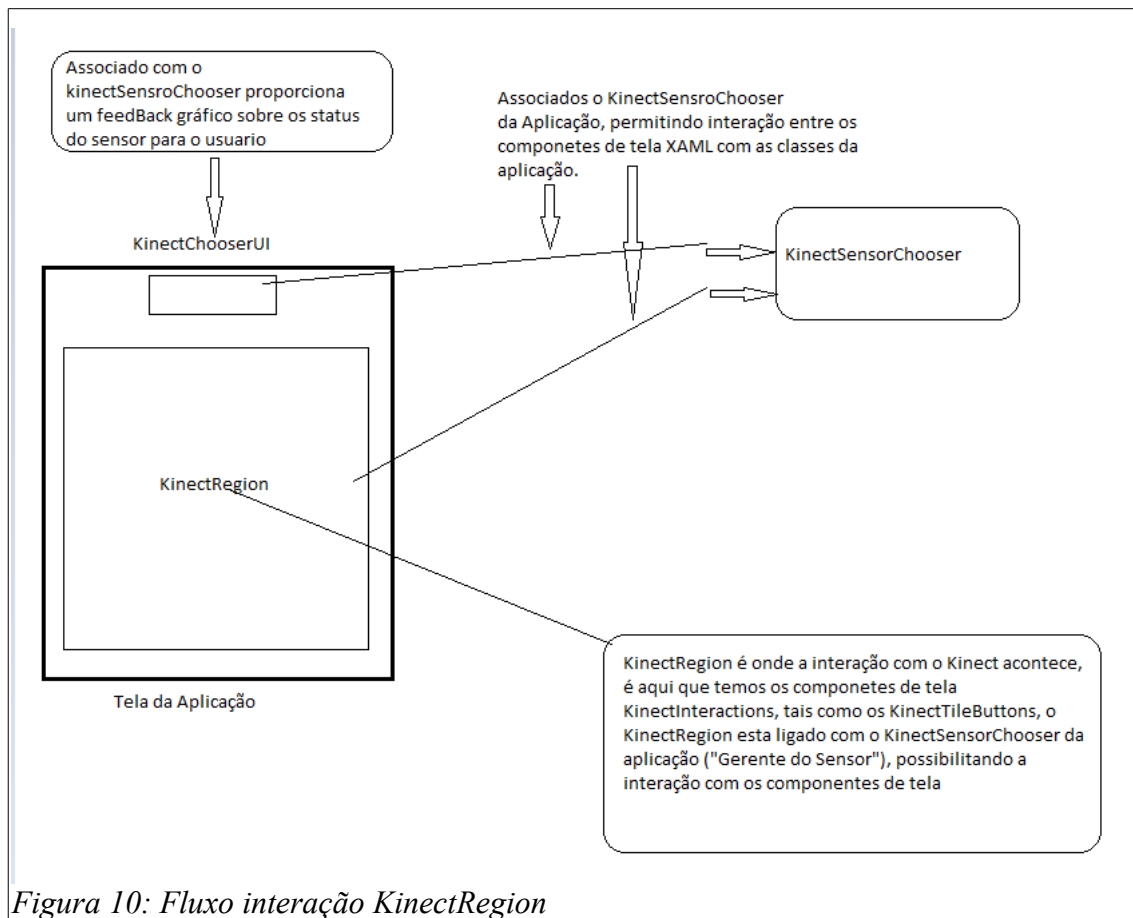 Associado com o
kinectSensroChooser proporciona
um feedBack gráfico sobre os status
do sensor para o usuario
Associados o KinectSensroChooser
da Aplicação, permitindo interação entre os
componetes de tela XAML com as classes da
aplicação.
KinectChooserUI
KinectSensorChooser
KinectRegion
Tela da Aplicação
KinectRegion é onde a interação com o Kinect acontece,
é aqui que temos os componetes de tela
KinectInteractions, tais como os KinectTileButtons, o
KinectRegion esta ligado com o KinectSensorChooser da
aplicação ("Gerente do Sensor"), possibilitando a
interação com os componentes de tela
Figura 10: Fluxo interação KinectRegion